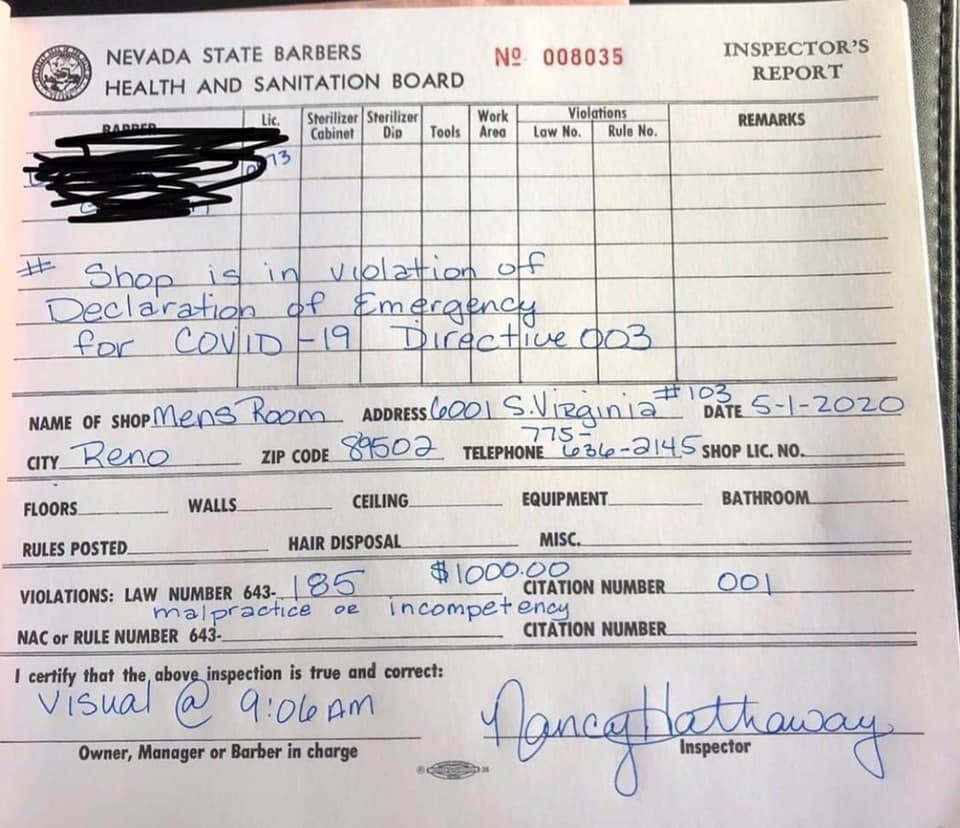 NEVADA STATE BARBERS
HEALTH AND SANITATION BOARD
Nº 008035
INSPECTOR'S
REPORT
BARBER Lic. Sterilizer Cabinet Sterilizer Dip Tools Work Area Violations Law No. Rule No. REMARKS
73
# Shop is in violation of
Declaration of Emergency
for COVID-19 Directive 003
NAME OF SHOP Mens Room ADDRESS 6001 S. Virginia #103 DATE 5-1-2020
CITY Reno ZIP CODE 89502 TELEPHONE 775-636-2145 SHOP LIC. NO.
FLOORS WALLS CEILING EQUIPMENT BATHROOM
RULES POSTED HAIR DISPOSAL MISC.
VIOLATIONS: LAW NUMBER 643- 185 $1000.00 CITATION NUMBER 001
malpractice or incompetency
NAC or RULE NUMBER 643- CITATION NUMBER
I certify that the above inspection is true and correct:
Visual @ 9:06 AM Nancy Hathaway
Owner, Manager or Barber in charge Inspector